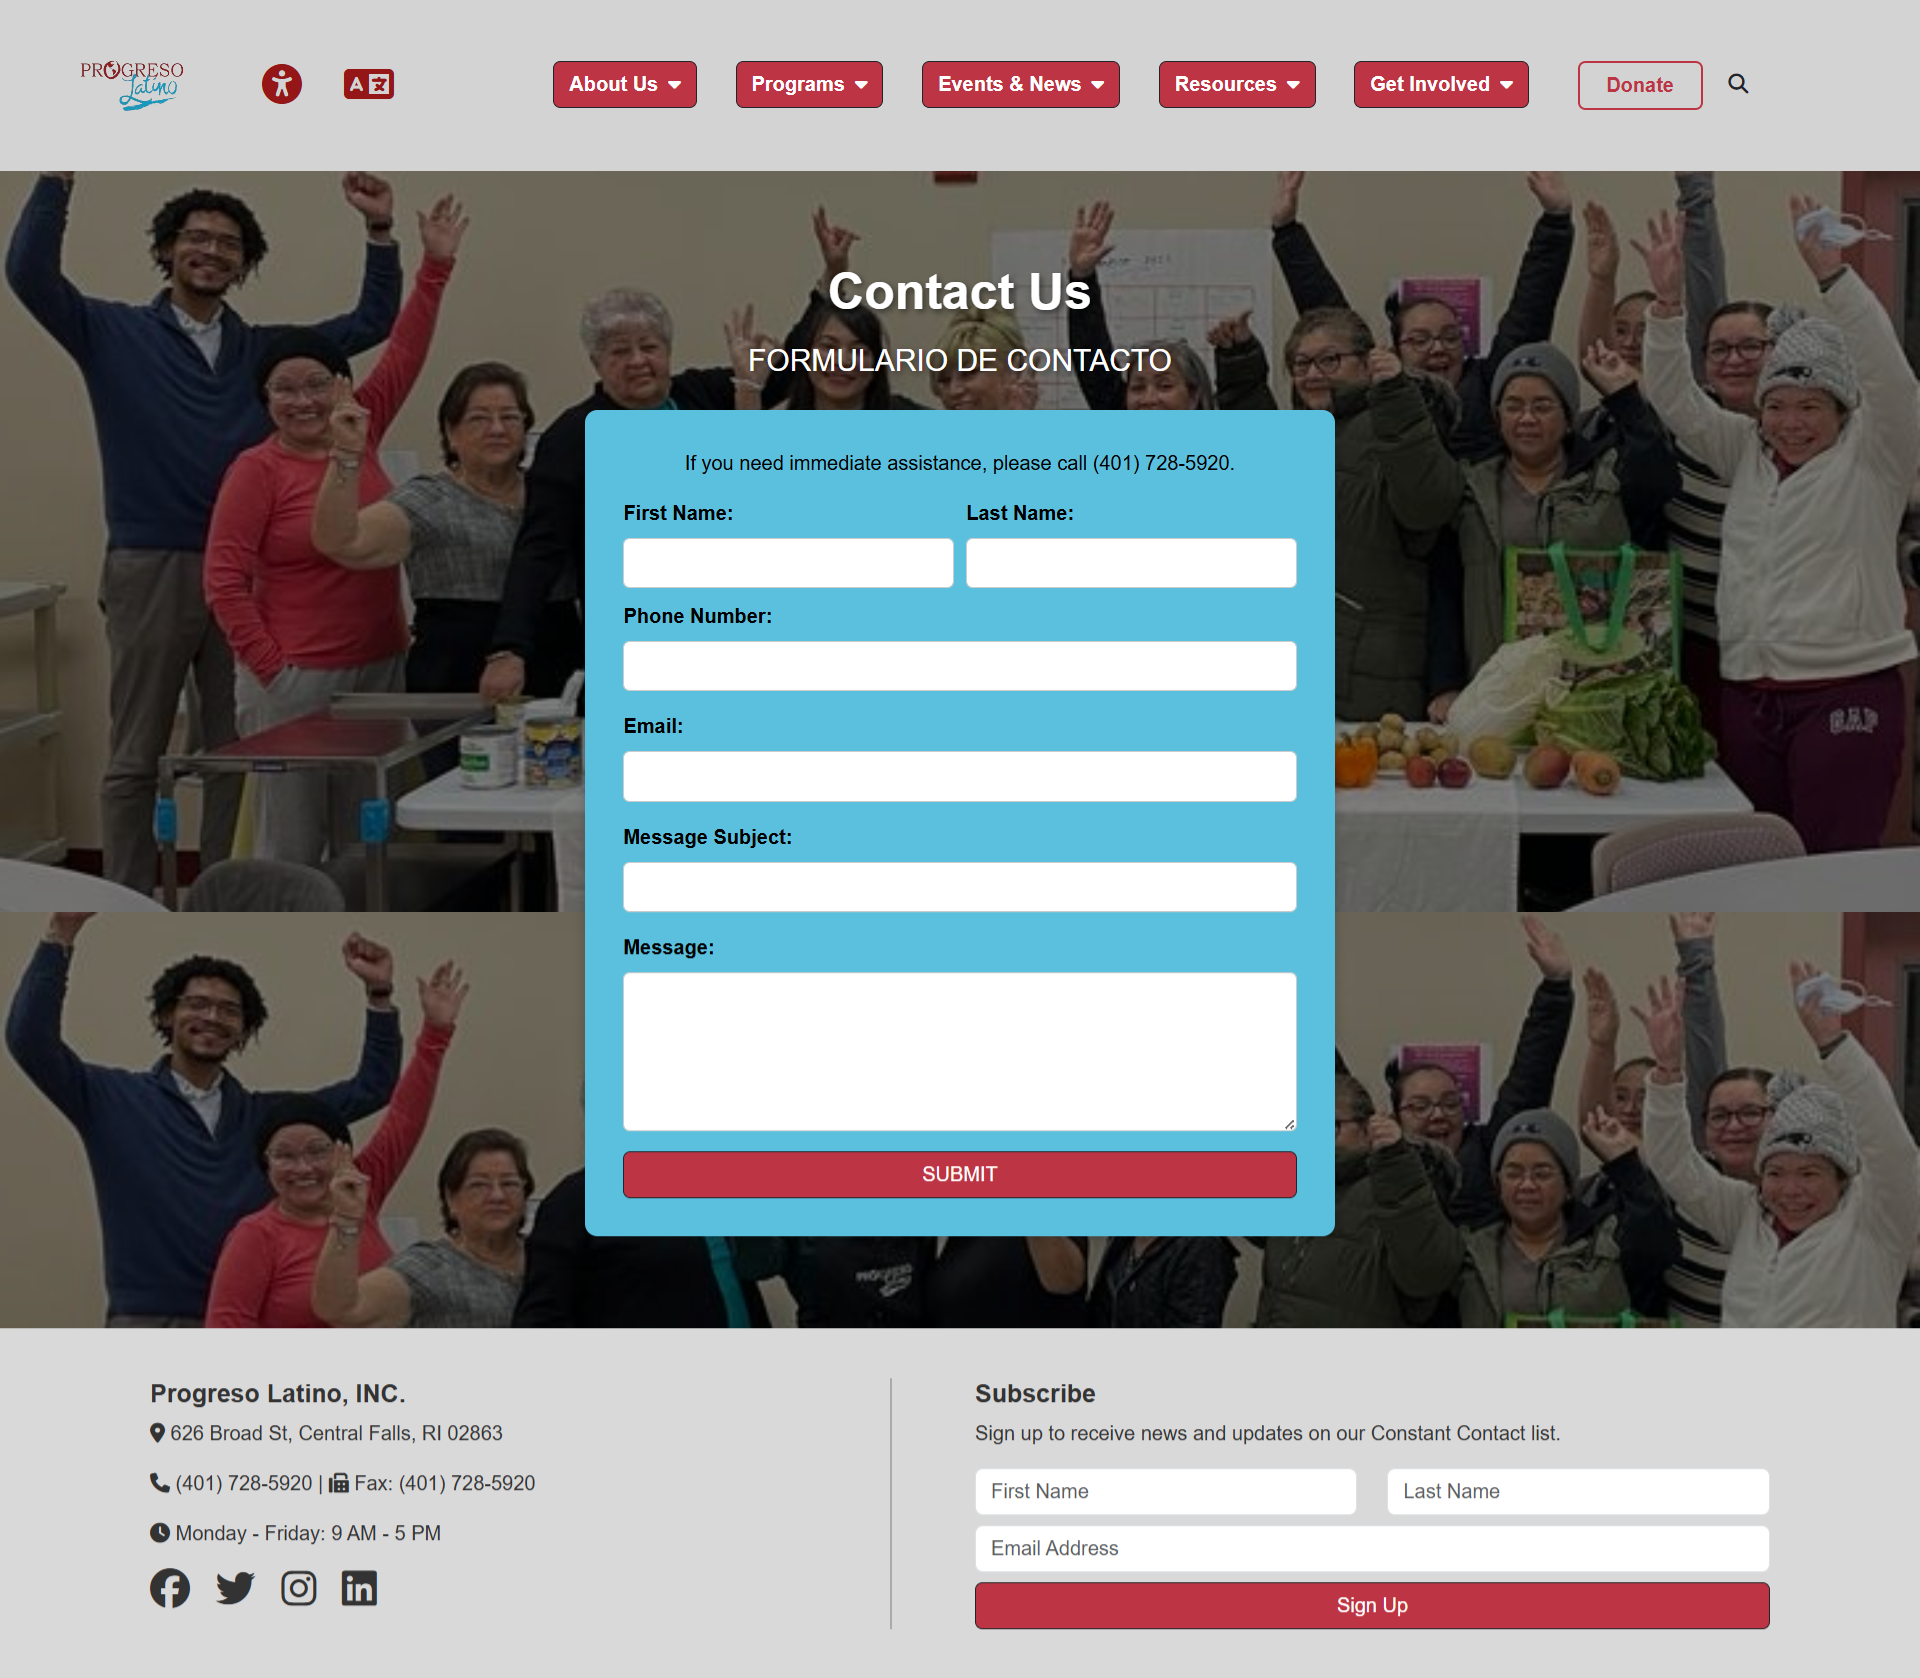 PROGRESO
Latino
A 文
About Us
Programs
Events & News
Resources
Get Involved
Donate
Contact Us
FORMULARIO DE CONTACTO
If you need immediate assistance, please call (401) 728-5920.
First Name:
Last Name:
Phone Number:
Email:
Message Subject:
Message:
SUBMIT
GAP
PROGRESO
Latino
Progreso Latino, INC.
626 Broad St, Central Falls, RI 02863
(401) 728-5920 | Fax: (401) 728-5920
Monday - Friday: 9 AM - 5 PM
Subscribe
Sign up to receive news and updates on our Constant Contact list.
First Name
Last Name
Email Address
Sign Up